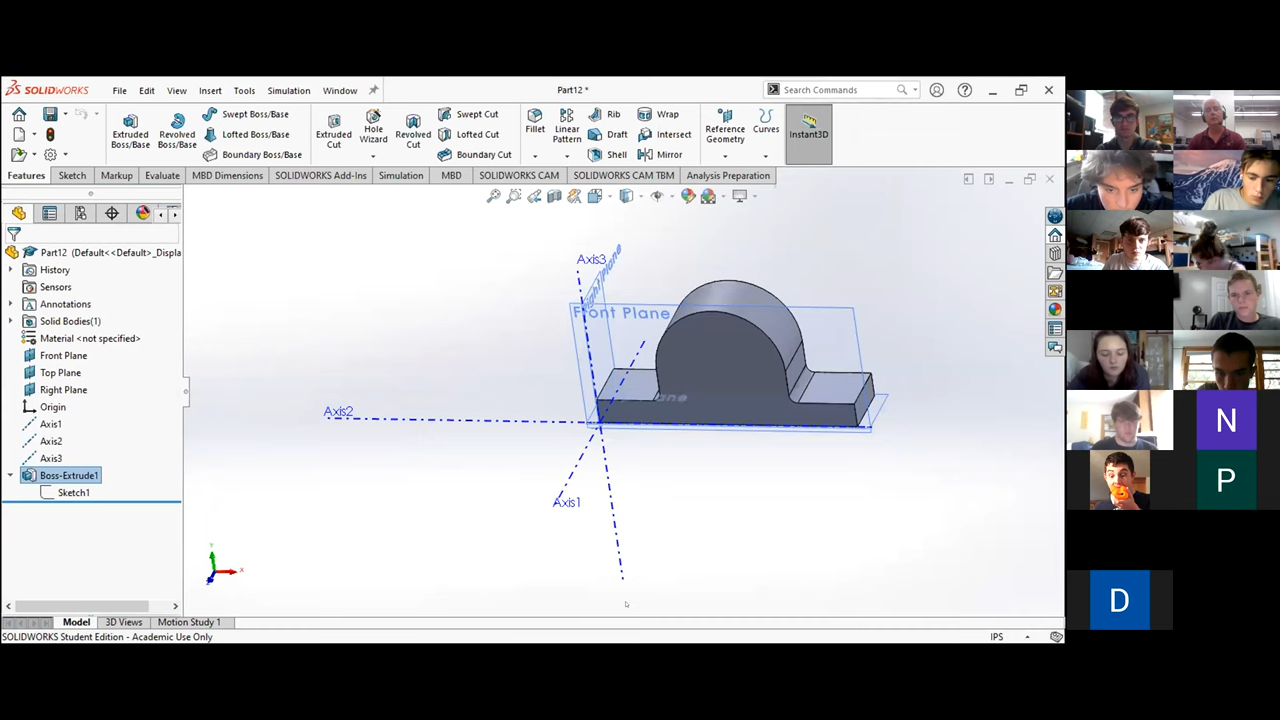 SOLIDWORKS File Edit View Insert Tools Simulation Window Part12 * Search Commands
Extruded Boss/Base Revolved Boss/Base Swept Boss/Base Lofted Boss/Base Boundary Boss/Base Extruded Cut Hole Wizard Revolved Cut Swept Cut Lofted Cut Boundary Cut Fillet Linear Pattern Rib Draft Shell Wrap Intersect Mirror Reference Geometry Curves Instant3D
Features Sketch Markup Evaluate MBD Dimensions SOLIDWORKS Add-Ins Simulation MBD SOLIDWORKS CAM SOLIDWORKS CAM TBM Analysis Preparation
Part12 (Default<<Default>_Displa
History
Sensors
Annotations
Solid Bodies(1)
Material <not specified>
Front Plane
Top Plane
Right Plane
Origin
Axis1
Axis2
Axis3
Boss-Extrude1
Sketch1
Axis3
Right Plane
Front Plane
Axis2
Axis1
Y
X
N
P
D
Model 3D Views Motion Study 1
SOLIDWORKS Student Edition - Academic Use Only IPS